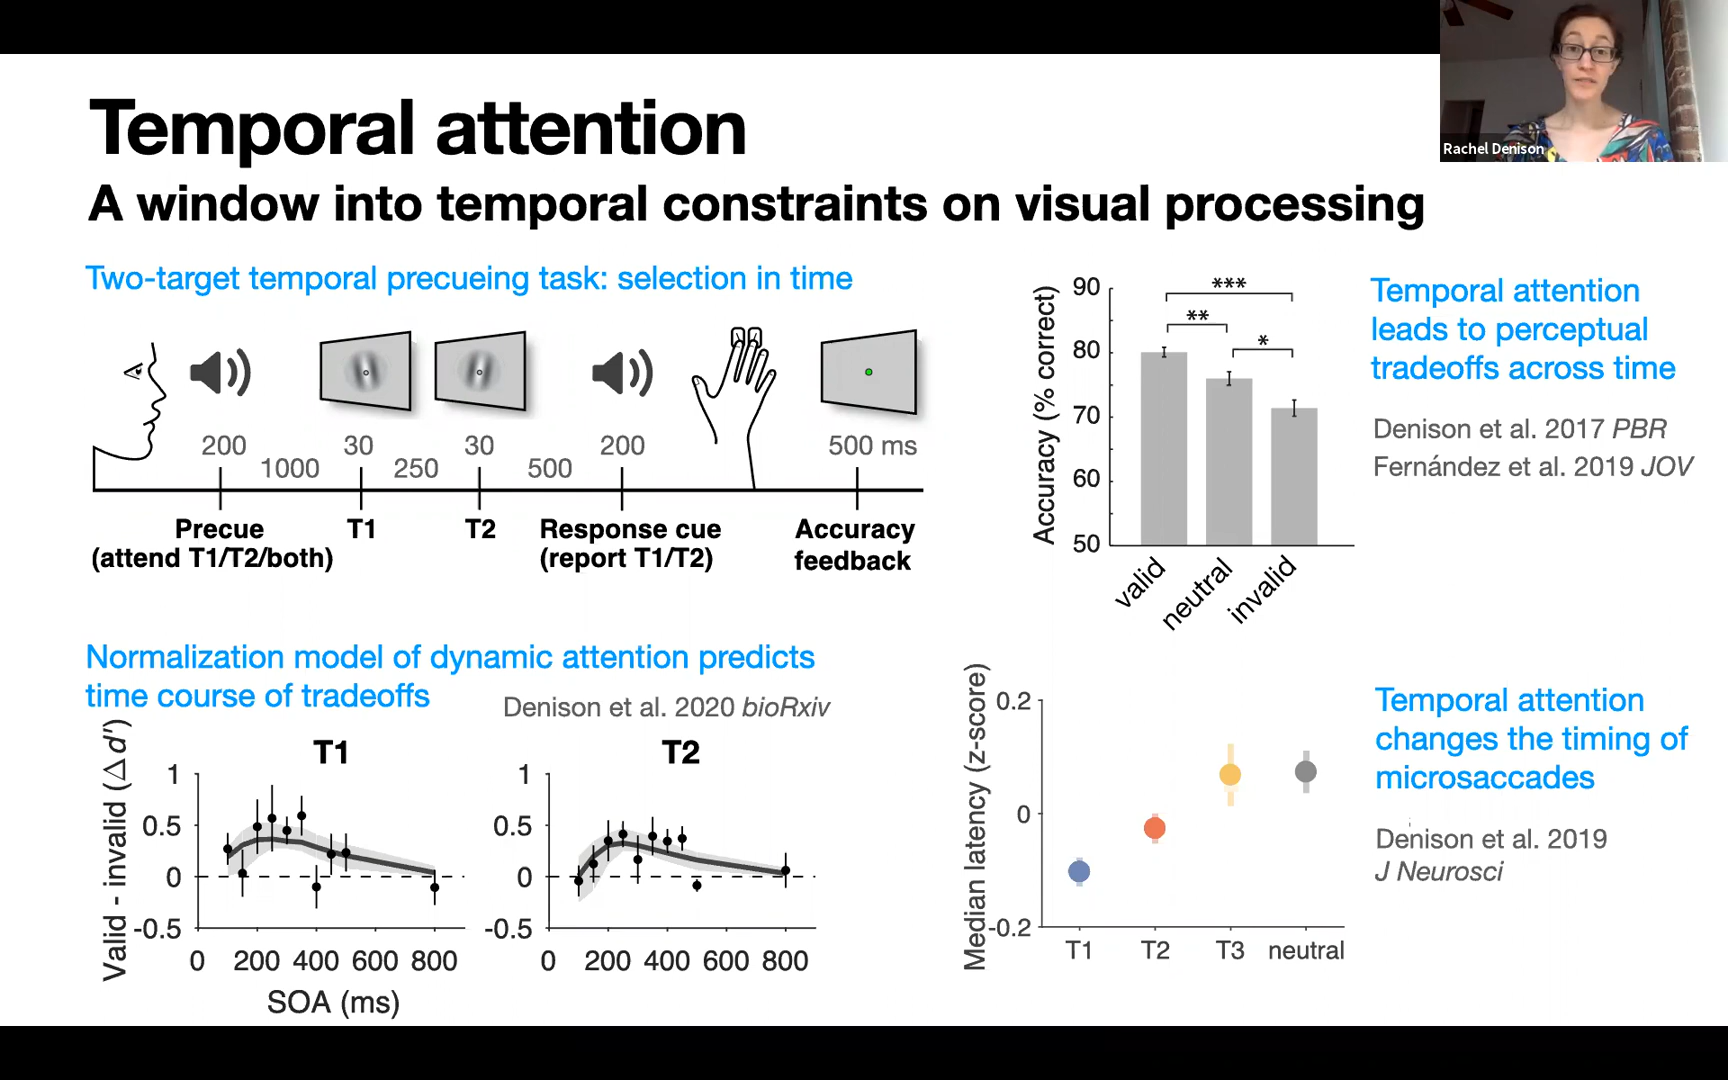 Rachel Denison
Temporal attention
A window into temporal constraints on visual processing
Two-target temporal precueing task: selection in time
200
1000
30
250
30
500
200
500 ms
Precue
(attend T1/T2/both)
T1
T2
Response cue
(report T1/T2)
Accuracy
feedback
Accuracy (% correct)
90
80
70
60
50
***
**
*
valid
neutral
invalid
Temporal attention
leads to perceptual
tradeoffs across time
Denison et al. 2017 PBR
Fernández et al. 2019 JOV
Normalization model of dynamic attention predicts
time course of tradeoffs
Denison et al. 2020 bioRxiv
Valid - invalid (△ d')
T1
1
0.5
0
-0.5
0 200 400 600 800
SOA (ms)
T2
1
0.5
0
-0.5
0 200 400 600 800
Median latency (z-score)
0.2
0
-0.2
T1 T2 T3 neutral
Temporal attention
changes the timing of
microsaccades
Denison et al. 2019
J Neurosci